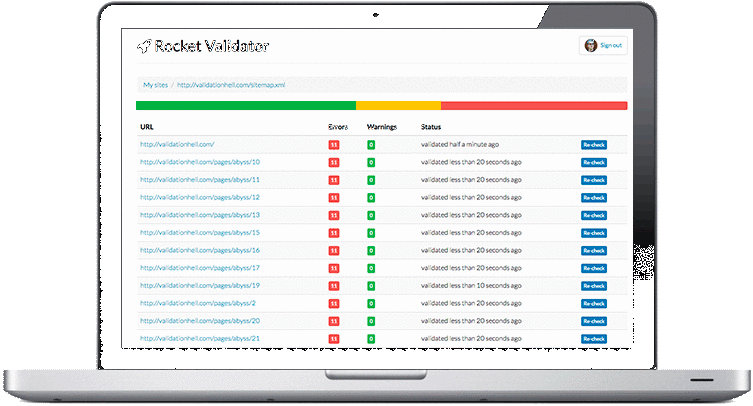 Rocket Validator
Sign out
My sites / http://validationhell.com/sitemap.xml
URL Errors Warnings Status
http://validationhell.com/ 11 0 validated half a minute ago Re-check
http://validationhell.com/pages/abyss/10 11 0 validated less than 20 seconds ago Re-check
http://validationhell.com/pages/abyss/11 11 0 validated less than 20 seconds ago Re-check
http://validationhell.com/pages/abyss/12 11 0 validated less than 20 seconds ago Re-check
http://validationhell.com/pages/abyss/13 11 0 validated less than 20 seconds ago Re-check
http://validationhell.com/pages/abyss/15 11 0 validated less than 20 seconds ago Re-check
http://validationhell.com/pages/abyss/16 11 0 validated less than 20 seconds ago Re-check
http://validationhell.com/pages/abyss/17 11 0 validated less than 20 seconds ago Re-check
http://validationhell.com/pages/abyss/19 11 0 validated less than 10 seconds ago Re-check
http://validationhell.com/pages/abyss/2 11 0 validated less than 20 seconds ago Re-check
http://validationhell.com/pages/abyss/20 11 0 validated less than 20 seconds ago Re-check
http://validationhell.com/pages/abyss/21 11 0 validated less than 20 seconds ago Re-check